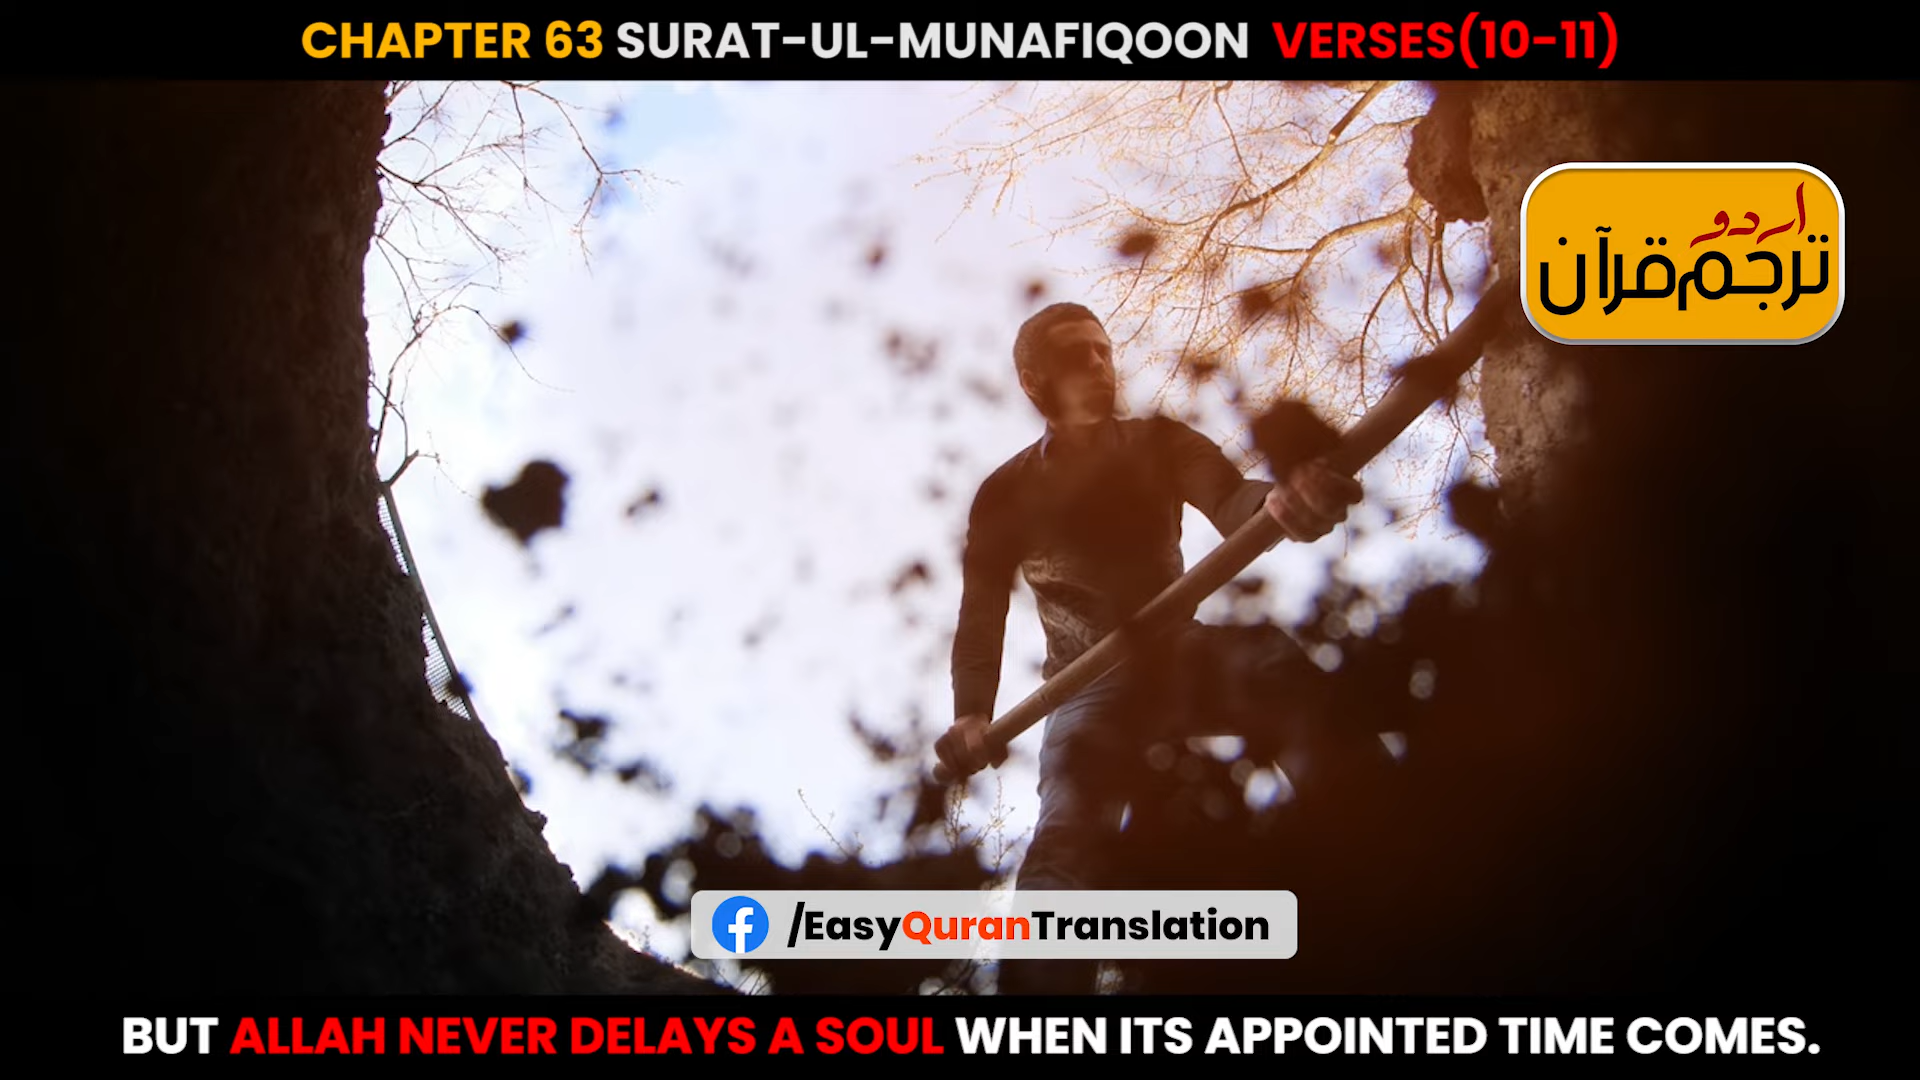 CHAPTER 63 SURAT-UL-MUNAFIQOON VERSES(10-11)
اردو
ترجم قرآن
/EasyQuranTranslation
BUT ALLAH NEVER DELAYS A SOUL WHEN ITS APPOINTED TIME COMES.